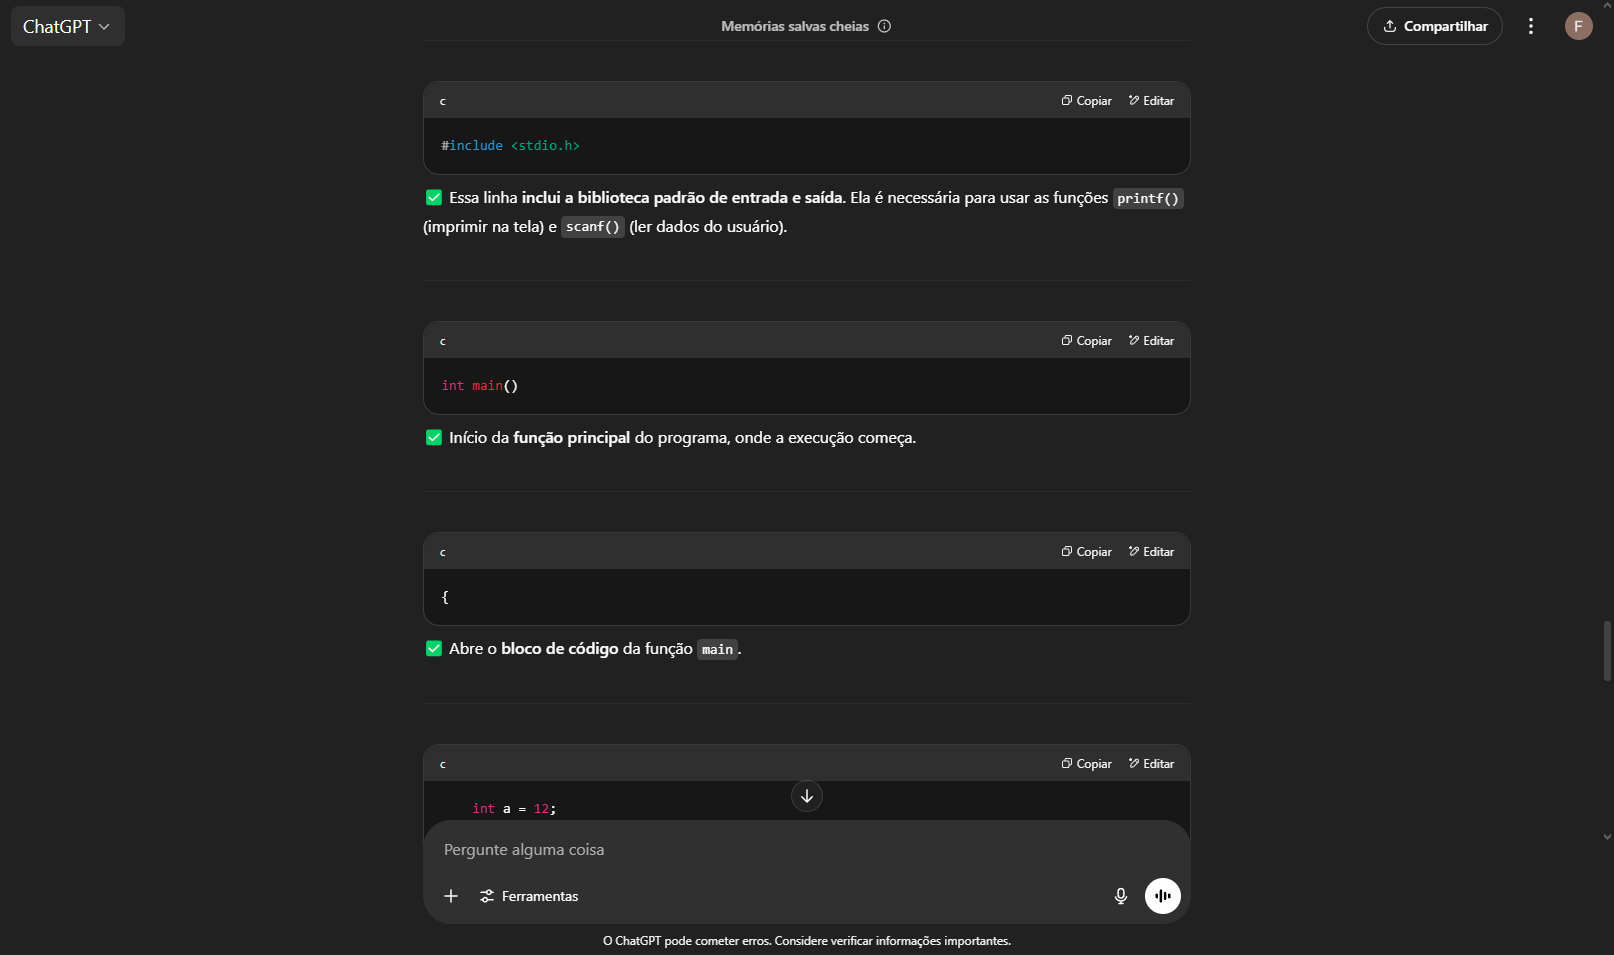 ChatGPT
Memórias salvas cheias
Compartilhar
F
c
Copiar
Editar
#include <stdio.h>
✅ Essa linha inclui a biblioteca padrão de entrada e saída. Ela é necessária para usar as funções printf()
(imprimir na tela) e scanf() (ler dados do usuário).
c
Copiar
Editar
int main()
✅ Início da função principal do programa, onde a execução começa.
c
Copiar
Editar
{
✅ Abre o bloco de código da função main.
c
Copiar
Editar
int a = 12;
Pergunte alguma coisa
Ferramentas
O ChatGPT pode cometer erros. Considere verificar informações importantes.